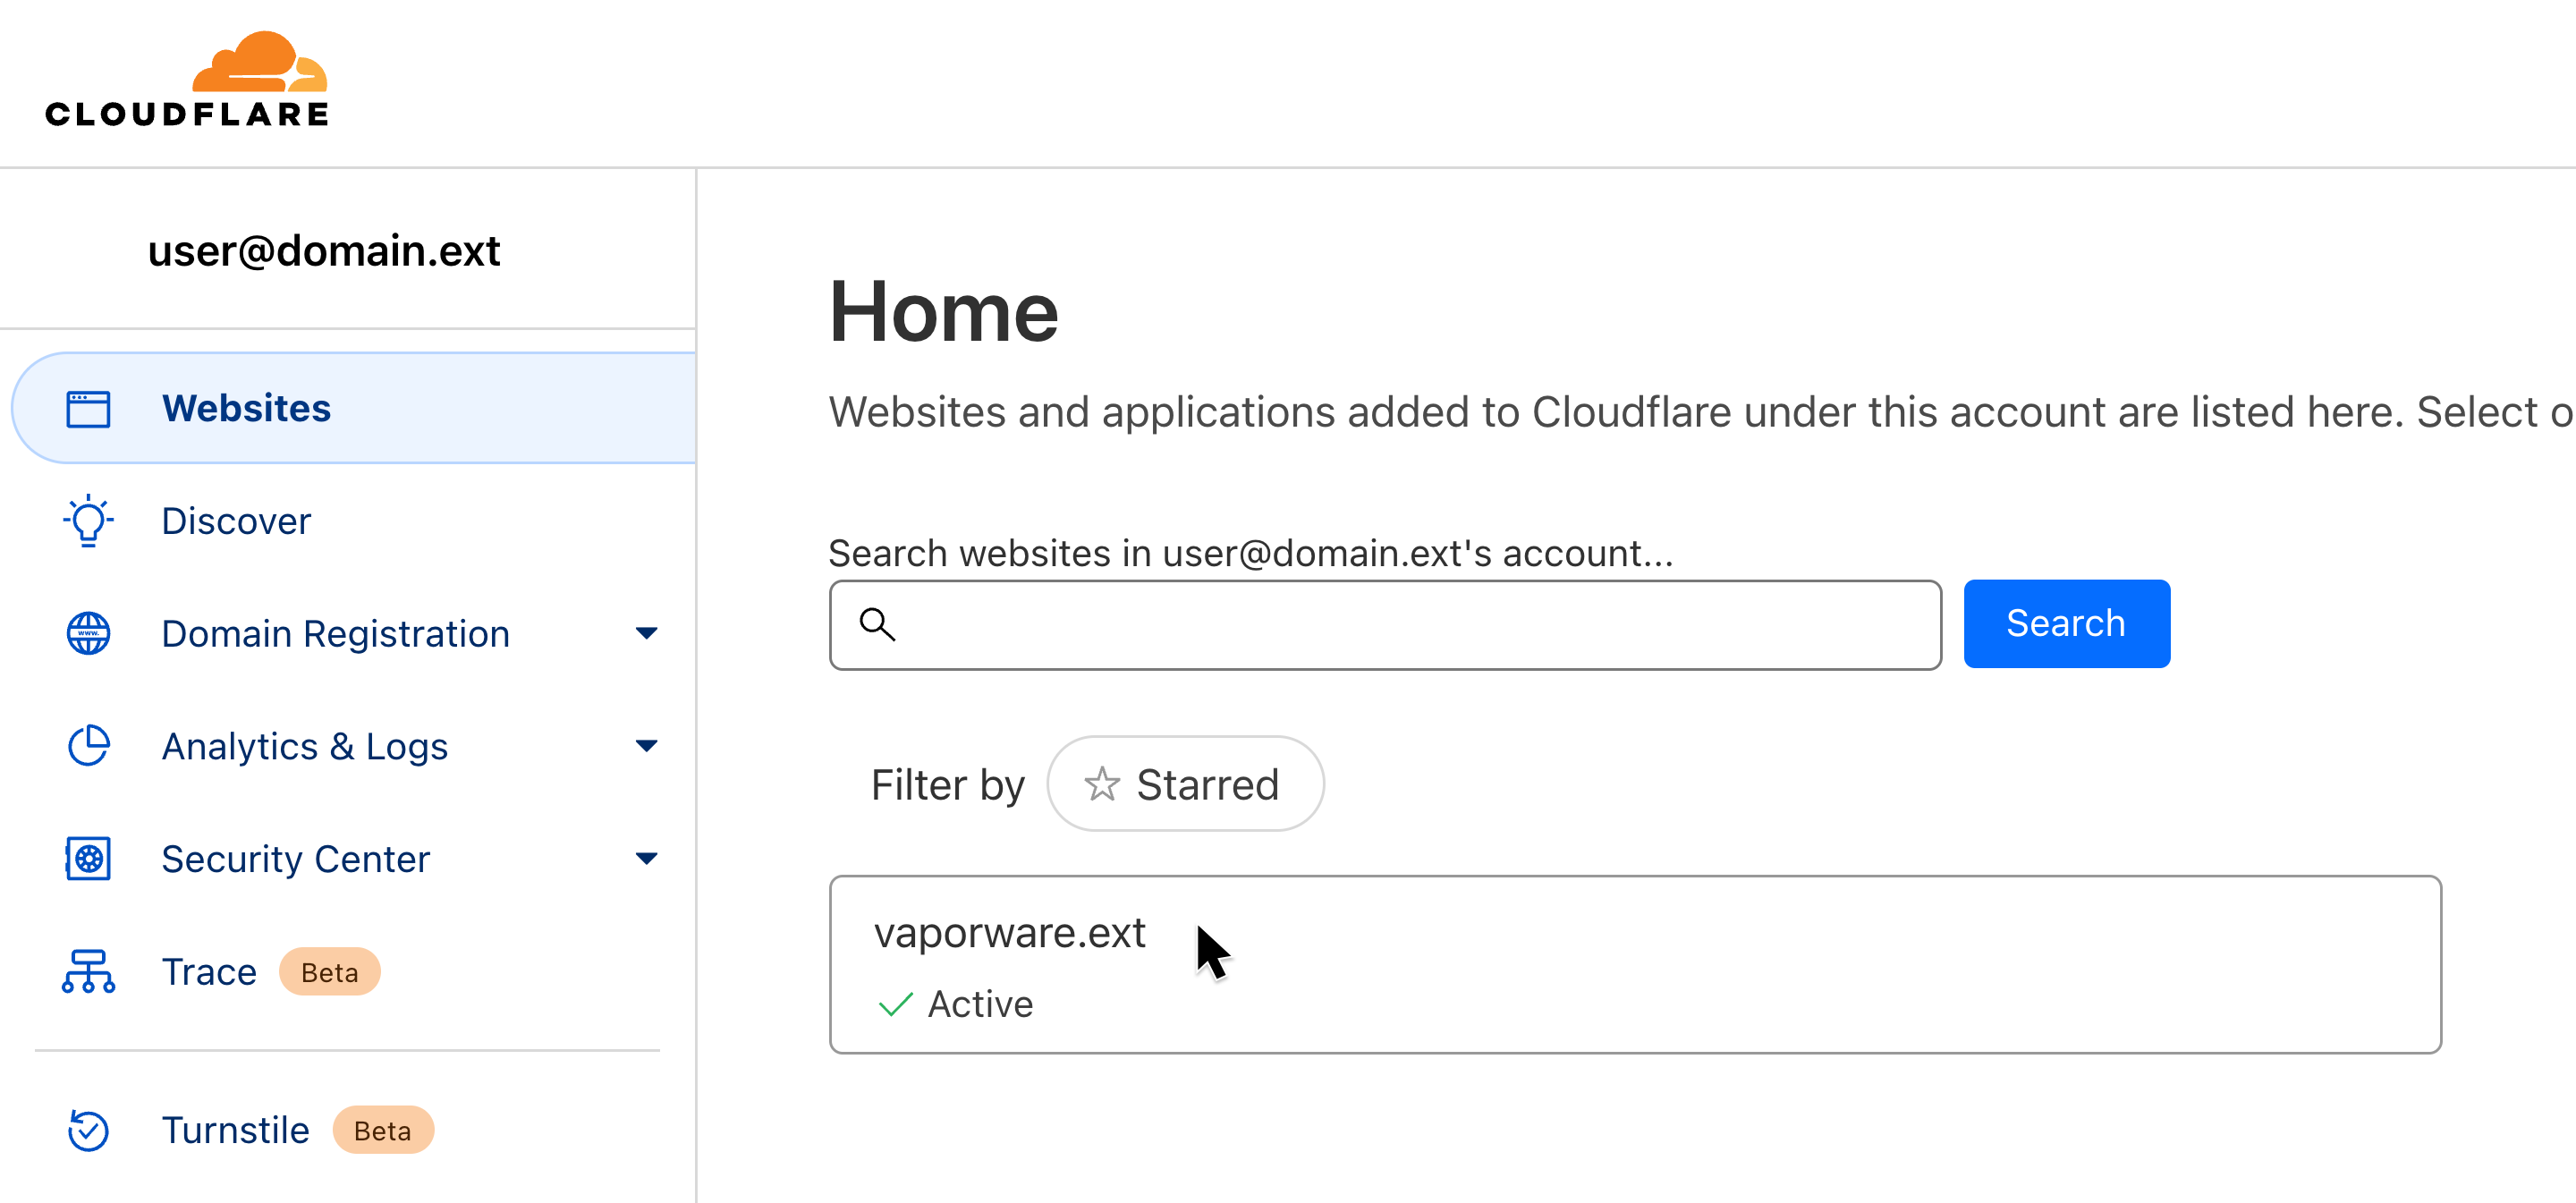 CLOUDFLARE
user@domain.ext
Websites
Discover
www.
Domain Registration
Analytics & Logs
Security Center
Trace Beta
Turnstile Beta
Home
Websites and applications added to Cloudflare under this account are listed here. Select o
Search websites in user@domain.ext's account...
Search
Filter by Starred
vaporware.ext
Active